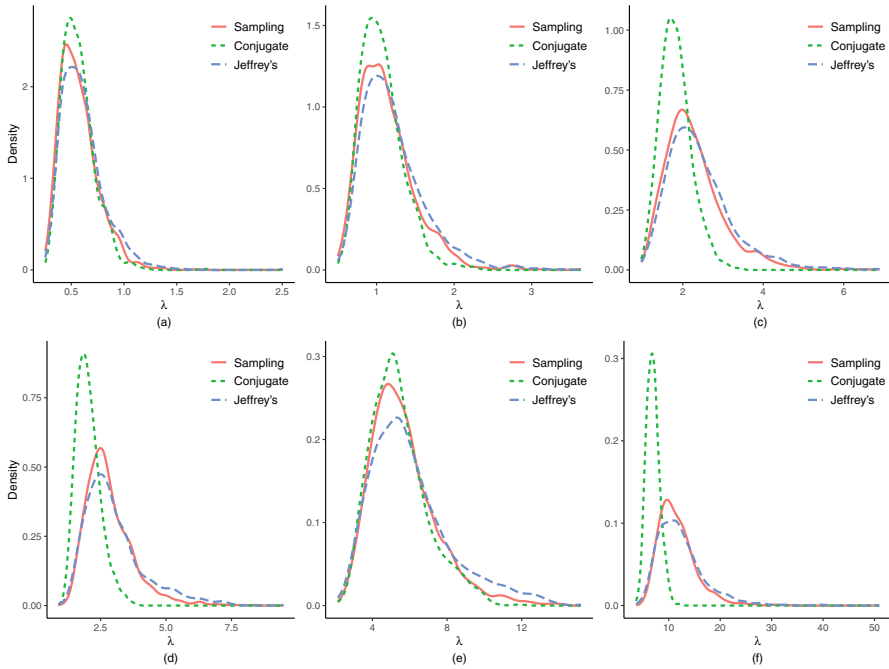 Sampling
Conjugate
Jeffrey's
Density
0
1
2
0.5
1.0
1.5
2.0
2.5
λ
(a)
Sampling
Conjugate
Jeffrey's
0.0
0.5
1.0
1.5
1
2
3
λ
(b)
Sampling
Conjugate
Jeffrey's
0.00
0.25
0.50
0.75
1.00
2
4
6
λ
(c)
Sampling
Conjugate
Jeffrey's
Density
0.00
0.25
0.50
0.75
2.5
5.0
7.5
λ
(d)
Sampling
Conjugate
Jeffrey's
0.0
0.1
0.2
0.3
4
8
12
λ
(e)
Sampling
Conjugate
Jeffrey's
0.0
0.1
0.2
0.3
10
20
30
40
50
λ
(f)